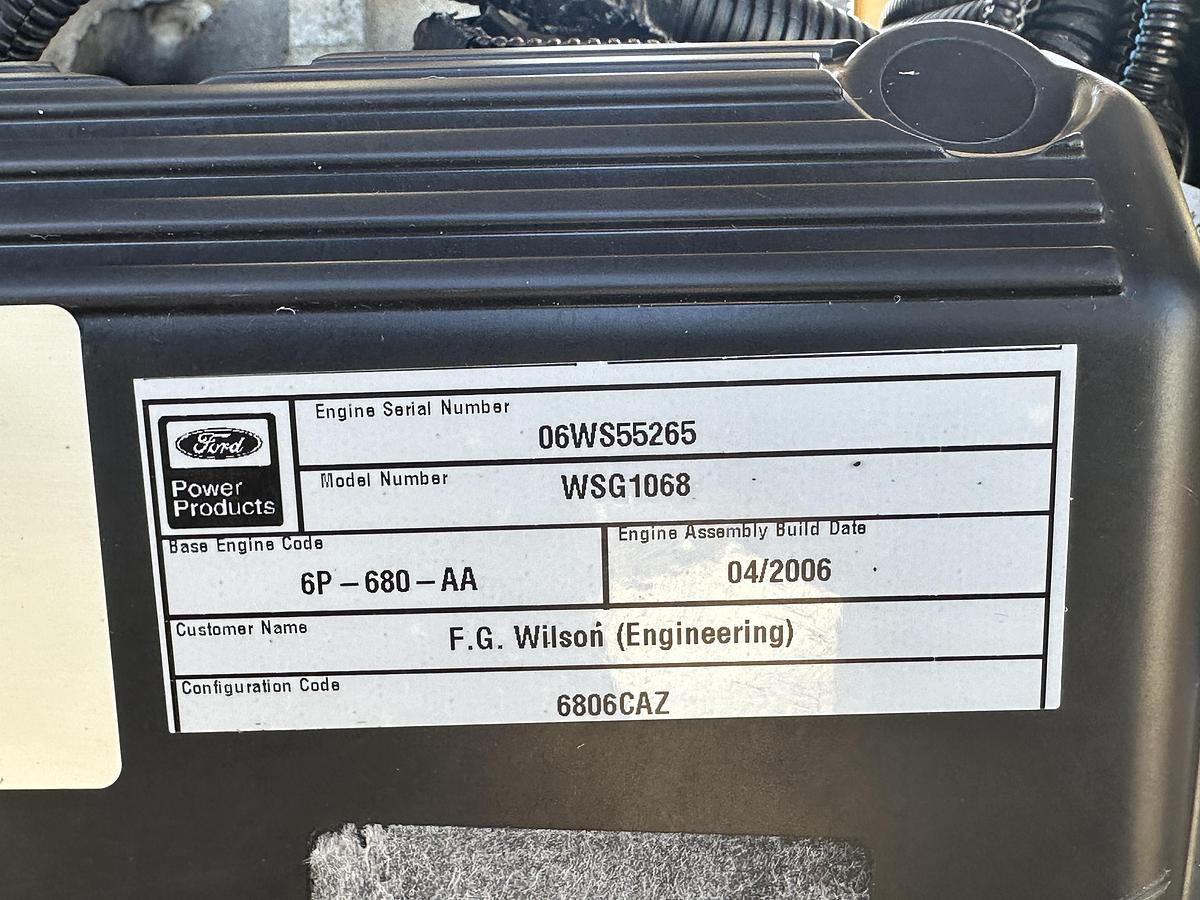 Ford
Power
Products
Engine Serial Number
06WS55265
Model Number
WSG1068
Base Engine Code
6P-680-AA
Engine Assembly Build Date
04/2006
Customer Name
F.G. Wilson (Engineering)
Configuration Code
6806CAZ